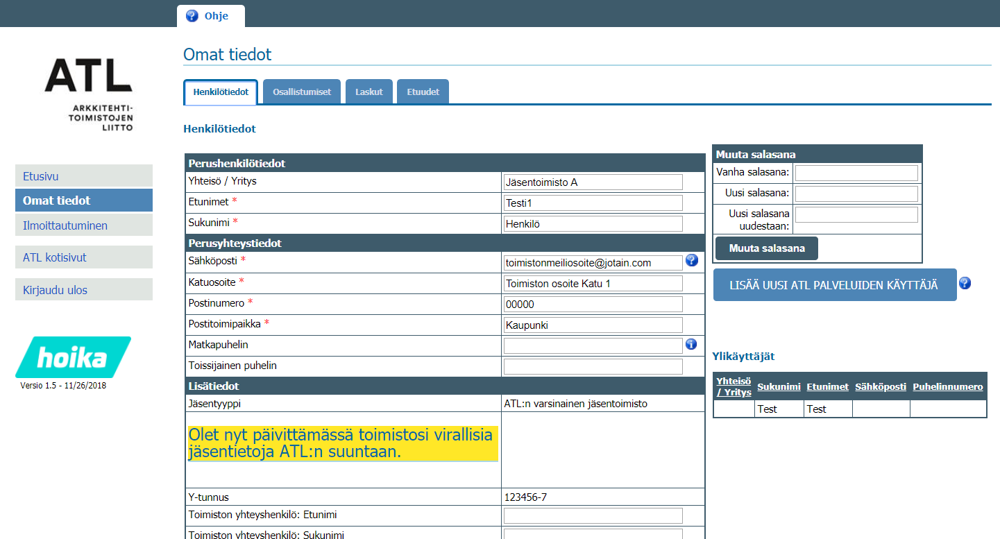 Ohje
ATL
ARKKITEHTI-
TOIMISTOJEN
LIITTO
Etusivu
Omat tiedot
Ilmoittautuminen
ATL kotisivut
Kirjaudu ulos
hoika
Versio 1.5 - 11/26/2018
Omat tiedot
Henkilötiedot Osallistumiset Laskut Etuudet
Henkilötiedot
Perushenkilötiedot
Yhteisö / Yritys Jäsentoimisto A
Etunimet * Testi1
Sukunimi * Henkilö
Perusyhteystiedot
Sähköposti * toimistonmeiliosoite@jotain.com
Katuosoite * Toimiston osoite Katu 1
Postinumero * 00000
Postitoimipaikka * Kaupunki
Matkapuhelin
Toissijainen puhelin
Lisätiedot
Jäsentyyppi ATL:n varsinainen jäsentoimisto
Olet nyt päivittämässä toimistosi virallisia
jäsentietoja ATL:n suuntaan.
Y-tunnus 123456-7
Toimiston yhteyshenkilö: Etunimi
Toimiston yhteyshenkilö: Sukunimi
Muuta salasana
Vanha salasana:
Uusi salasana:
Uusi salasana
uudestaan:
Muuta salasana
LISÄÄ UUSI ATL PALVELUIDEN KÄYTTÄJÄ
Ylikäyttäjät
Yhteisö
/ Yritys Sukunimi Etunimet Sähköposti Puhelinnumero
Test Test